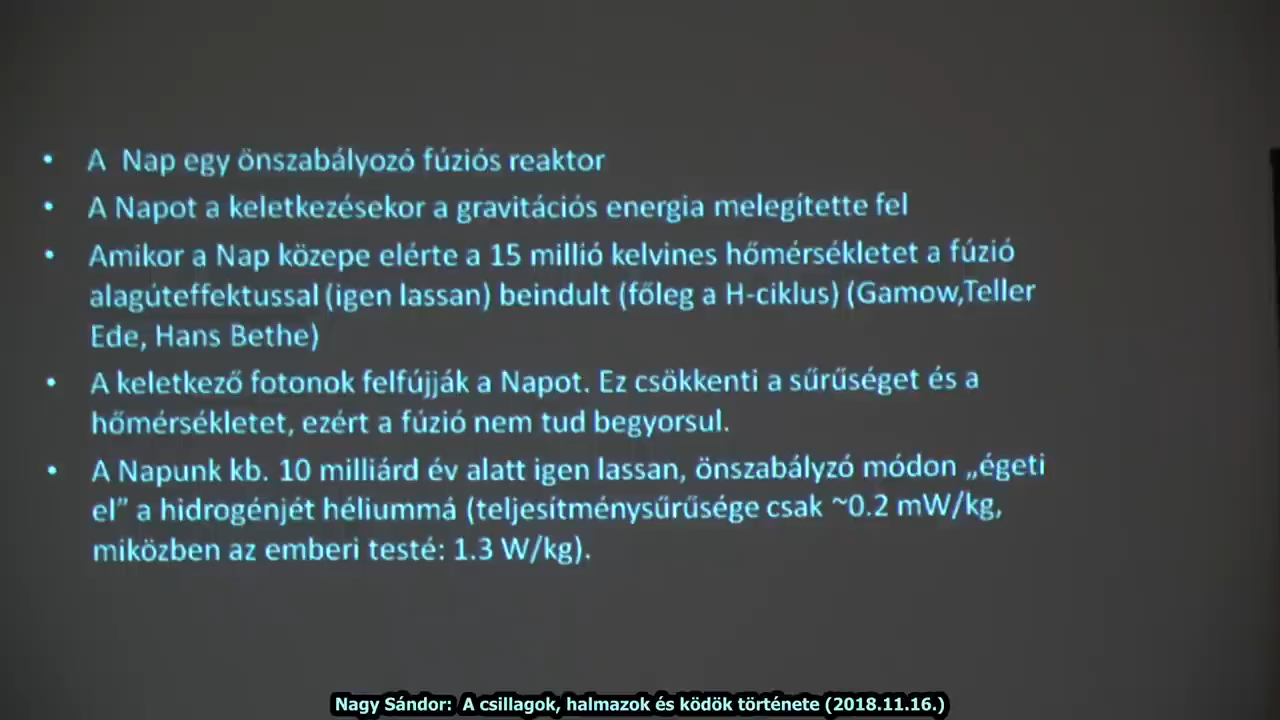 • A Nap egy önszabályozó fúziós reaktor
• A Napot a keletkezésekor a gravitációs energia melegítette fel
• Amikor a Nap közepe elérte a 15 millió kelvines hőmérsékletet a fúzió
alagúteffektussal (igen lassan) beindult (főleg a H-ciklus) (Gamow,Teller
Ede, Hans Bethe)
• A keletkező fotonok felfújják a Napot. Ez csökkenti a sűrűséget és a
hőmérsékletet, ezért a fúzió nem tud begyorsul.
• A Napunk kb. 10 milliárd év alatt igen lassan, önszabályzó módon „égeti
el” a hidrogénjét héliummá (teljesítménysűrűsége csak ~0.2 mW/kg,
miközben az emberi testé: 1.3 W/kg).
Nagy Sándor: A csillagok, halmazok és ködök története (2018.11.16.)